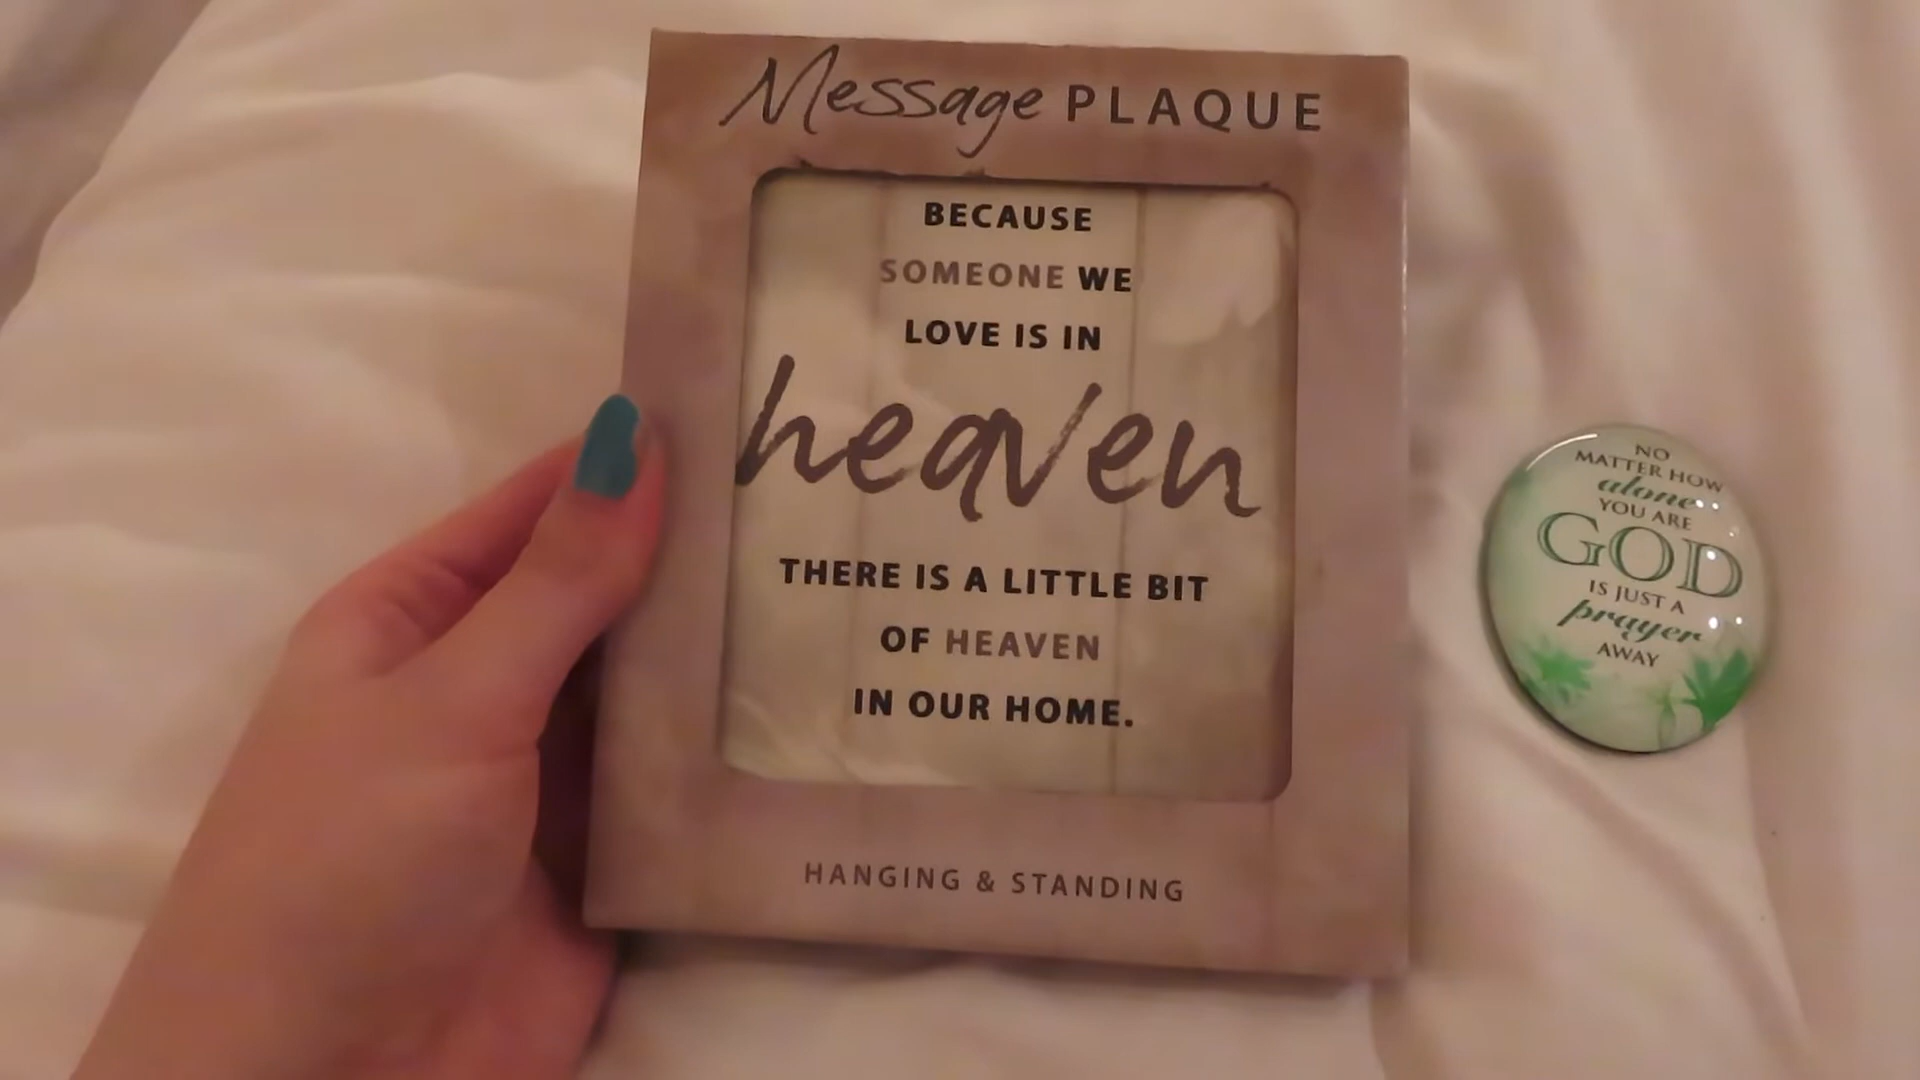 Message PLAQUE
BECAUSE
SOMEONE WE
LOVE IS IN
heaven
THERE IS A LITTLE BIT
OF HEAVEN
IN OUR HOME.
HANGING & STANDING
NO
MATTER HOW
alone
YOU ARE
GOD
IS JUST A
prayer
AWAY